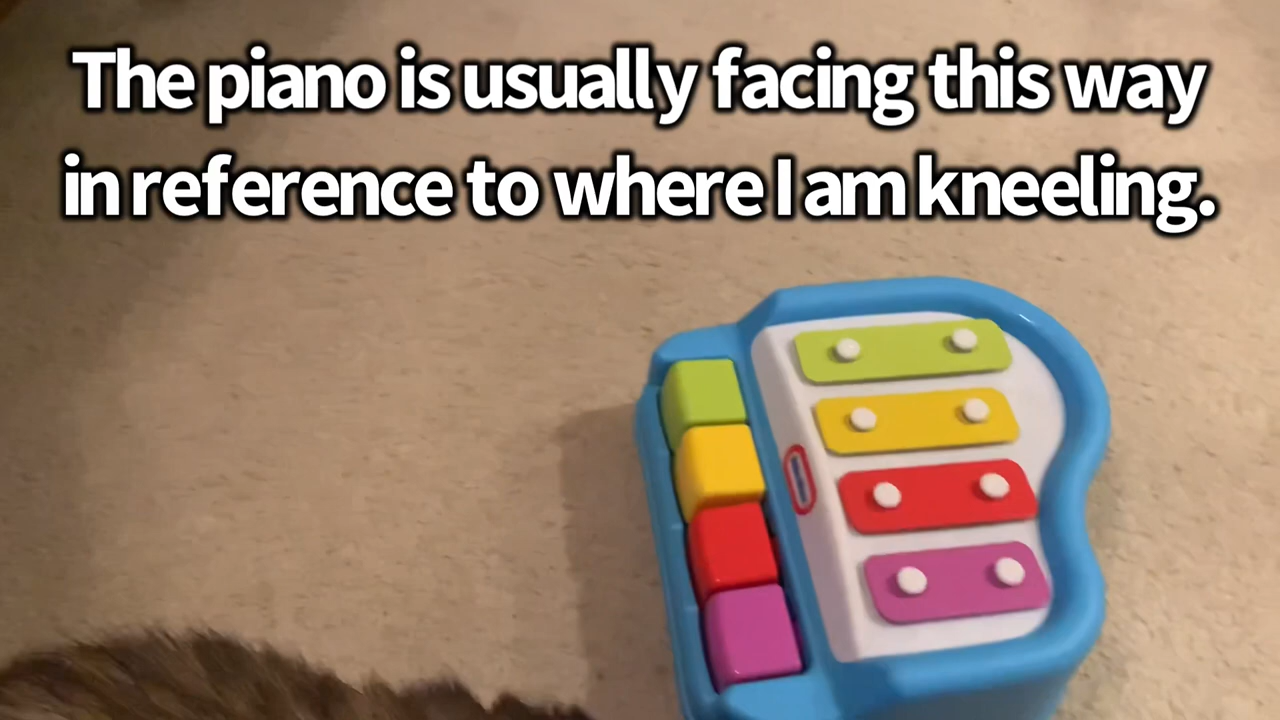 The piano is usually facing this way
in reference to where I am kneeling.